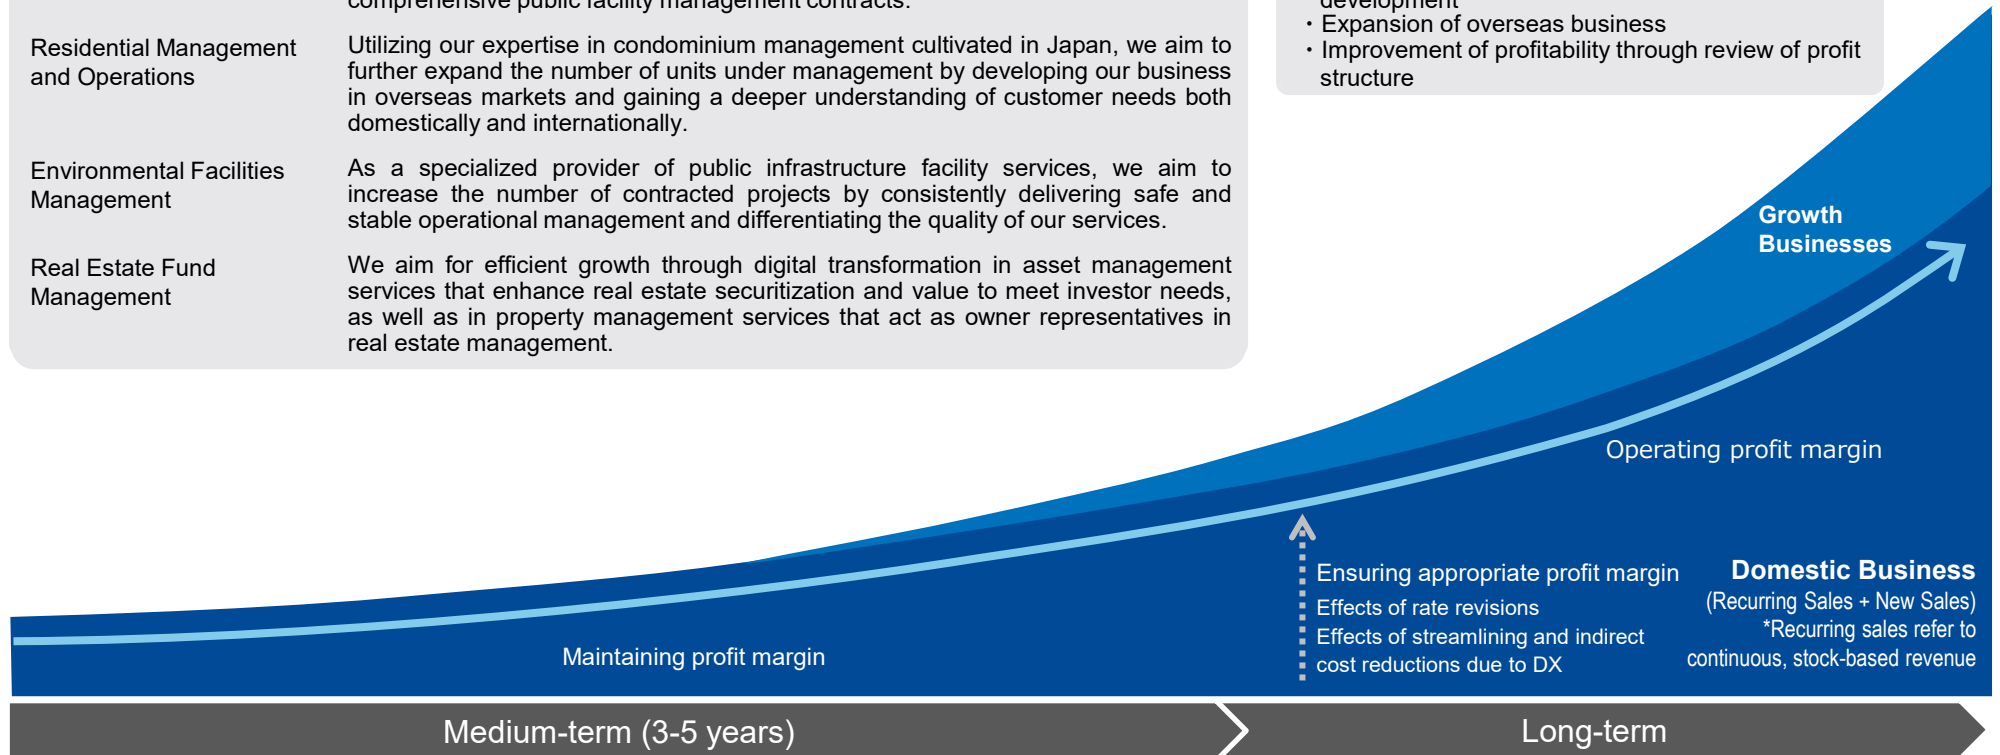 comprehensive public facility management contracts.
Residential Management
and Operations
Utilizing our expertise in condominium management cultivated in Japan, we aim to
further expand the number of units under management by developing our business
in overseas markets and gaining a deeper understanding of customer needs both
domestically and internationally.
Environmental Facilities
Management
As a specialized provider of public infrastructure facility services, we aim to
increase the number of contracted projects by consistently delivering safe and
stable operational management and differentiating the quality of our services.
Real Estate Fund
Management
We aim for efficient growth through digital transformation in asset management
services that enhance real estate securitization and value to meet investor needs,
as well as in property management services that act as owner representatives in
real estate management.
development
・Expansion of overseas business
・Improvement of profitability through review of profit
structure
Growth
Businesses
Operating profit margin
Maintaining profit margin
Ensuring appropriate profit margin
Effects of rate revisions
Effects of streamlining and indirect
cost reductions due to DX
Domestic Business
(Recurring Sales + New Sales)
*Recurring sales refer to
continuous, stock-based revenue
Medium-term (3-5 years)
Long-term